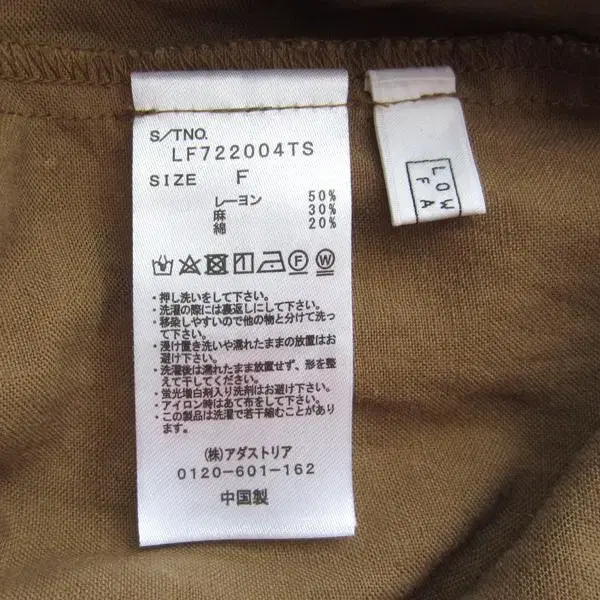 S/TNO.
LF722004TS
SIZE F
レーヨン 50%
麻 30%
綿 20%
F W
・押し洗いをして下さい。
・洗濯の際には裏返しにして下さい。
・移染しやすいので他の物と分けて洗っ
て下さい。
・浸け置き洗いや濡れたままの放置はお
避け下さい。
・洗濯後は濡れたまま放置せず、形を整
えて干してください。
・蛍光増白剤入り洗剤はお避け下さい。
・アイロン時はあて布をして下さい。
・この製品は洗濯で若干縮むことがあり
ます。
(株)アダストリア
0120-601-162
中国製
LOW
FA